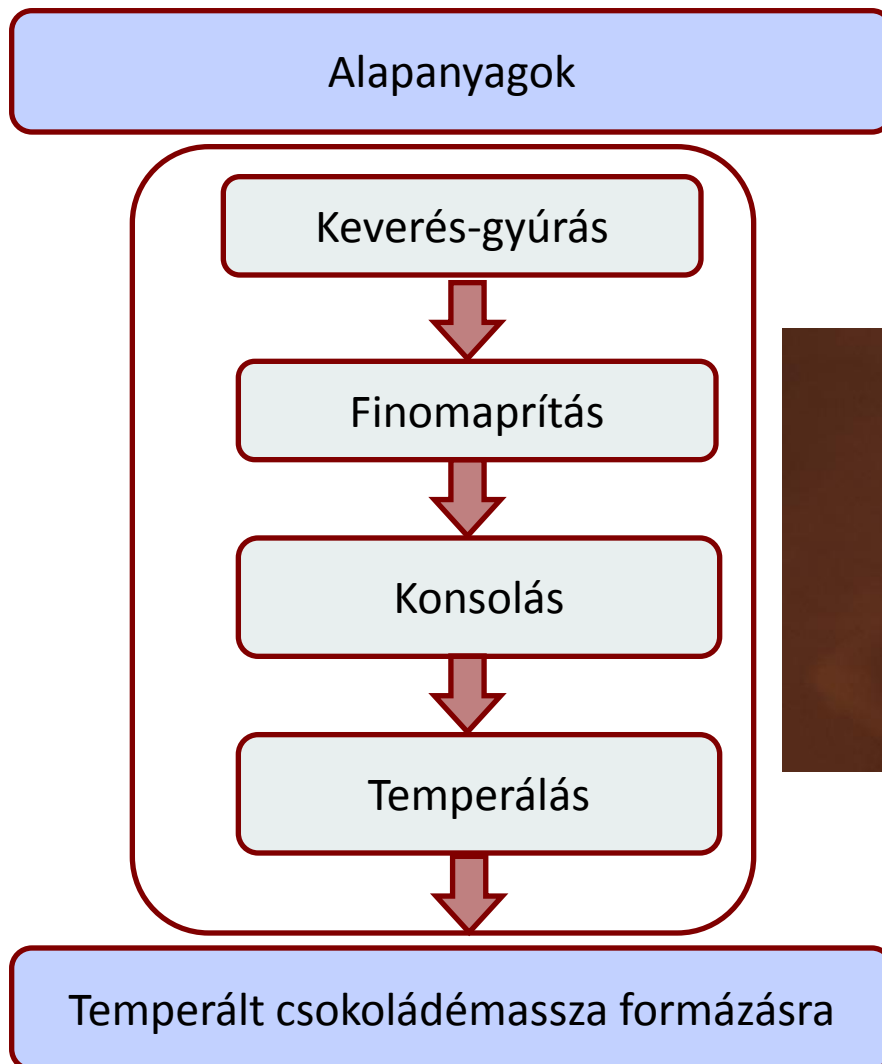 Alapanyagok
Keverés-gyúrás
Finomaprítás
Konsolás
Temperálás
Temperált csokoládémassza formázásra